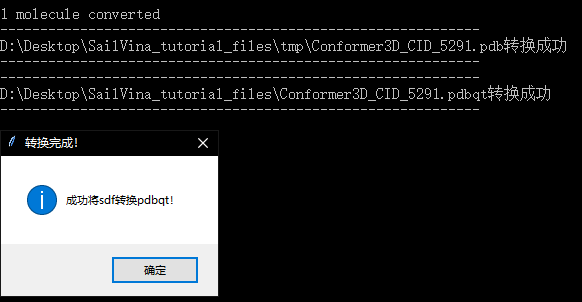 1 molecule converted
------------------------------------------------------------
D:\Desktop\SailVina_tutorial_files\tmp\Conformer3D_CID_5291.pdb转换成功
------------------------------------------------------------
------------------------------------------------------------
D:\Desktop\SailVina_tutorial_files\Conformer3D_CID_5291.pdbqt转换成功
------------------------------------------------------------
转换完成！
成功将sdf转换pdbqt！
确定